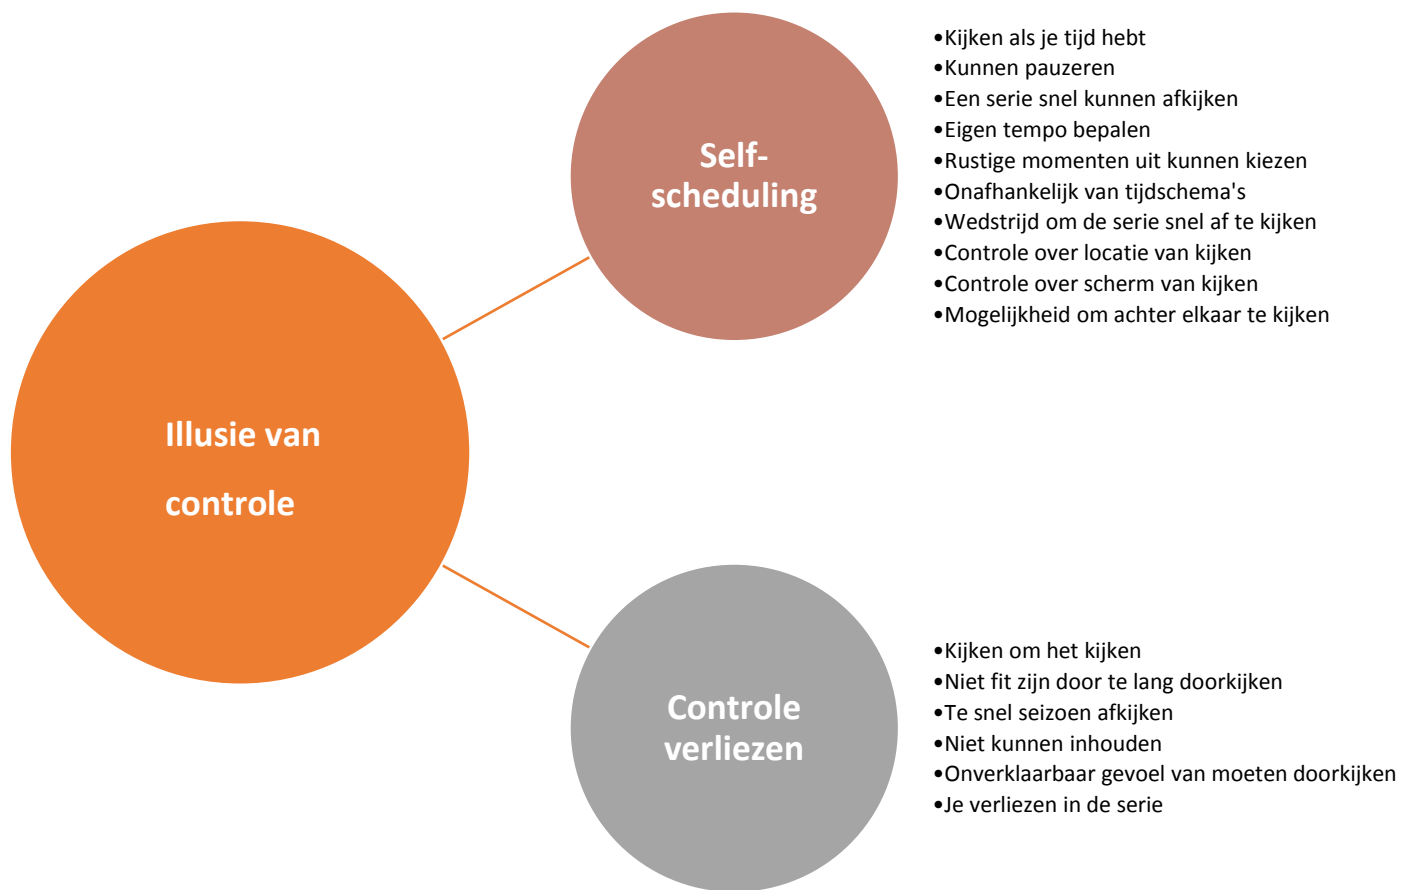 Illusie van
controle
Self-
scheduling
•Kijken als je tijd hebt
•Kunnen pauzeren
•Een serie snel kunnen afkijken
•Eigen tempo bepalen
•Rustige momenten uit kunnen kiezen
•Onafhankelijk van tijdschema's
•Wedstrijd om de serie snel af te kijken
•Controle over locatie van kijken
•Controle over scherm van kijken
•Mogelijkheid om achter elkaar te kijken
Controle
verliezen
•Kijken om het kijken
•Niet fit zijn door te lang doorkijken
•Te snel seizoen afkijken
•Niet kunnen inhouden
•Onverklaarbaar gevoel van moeten doorkijken
•Je verliezen in de serie